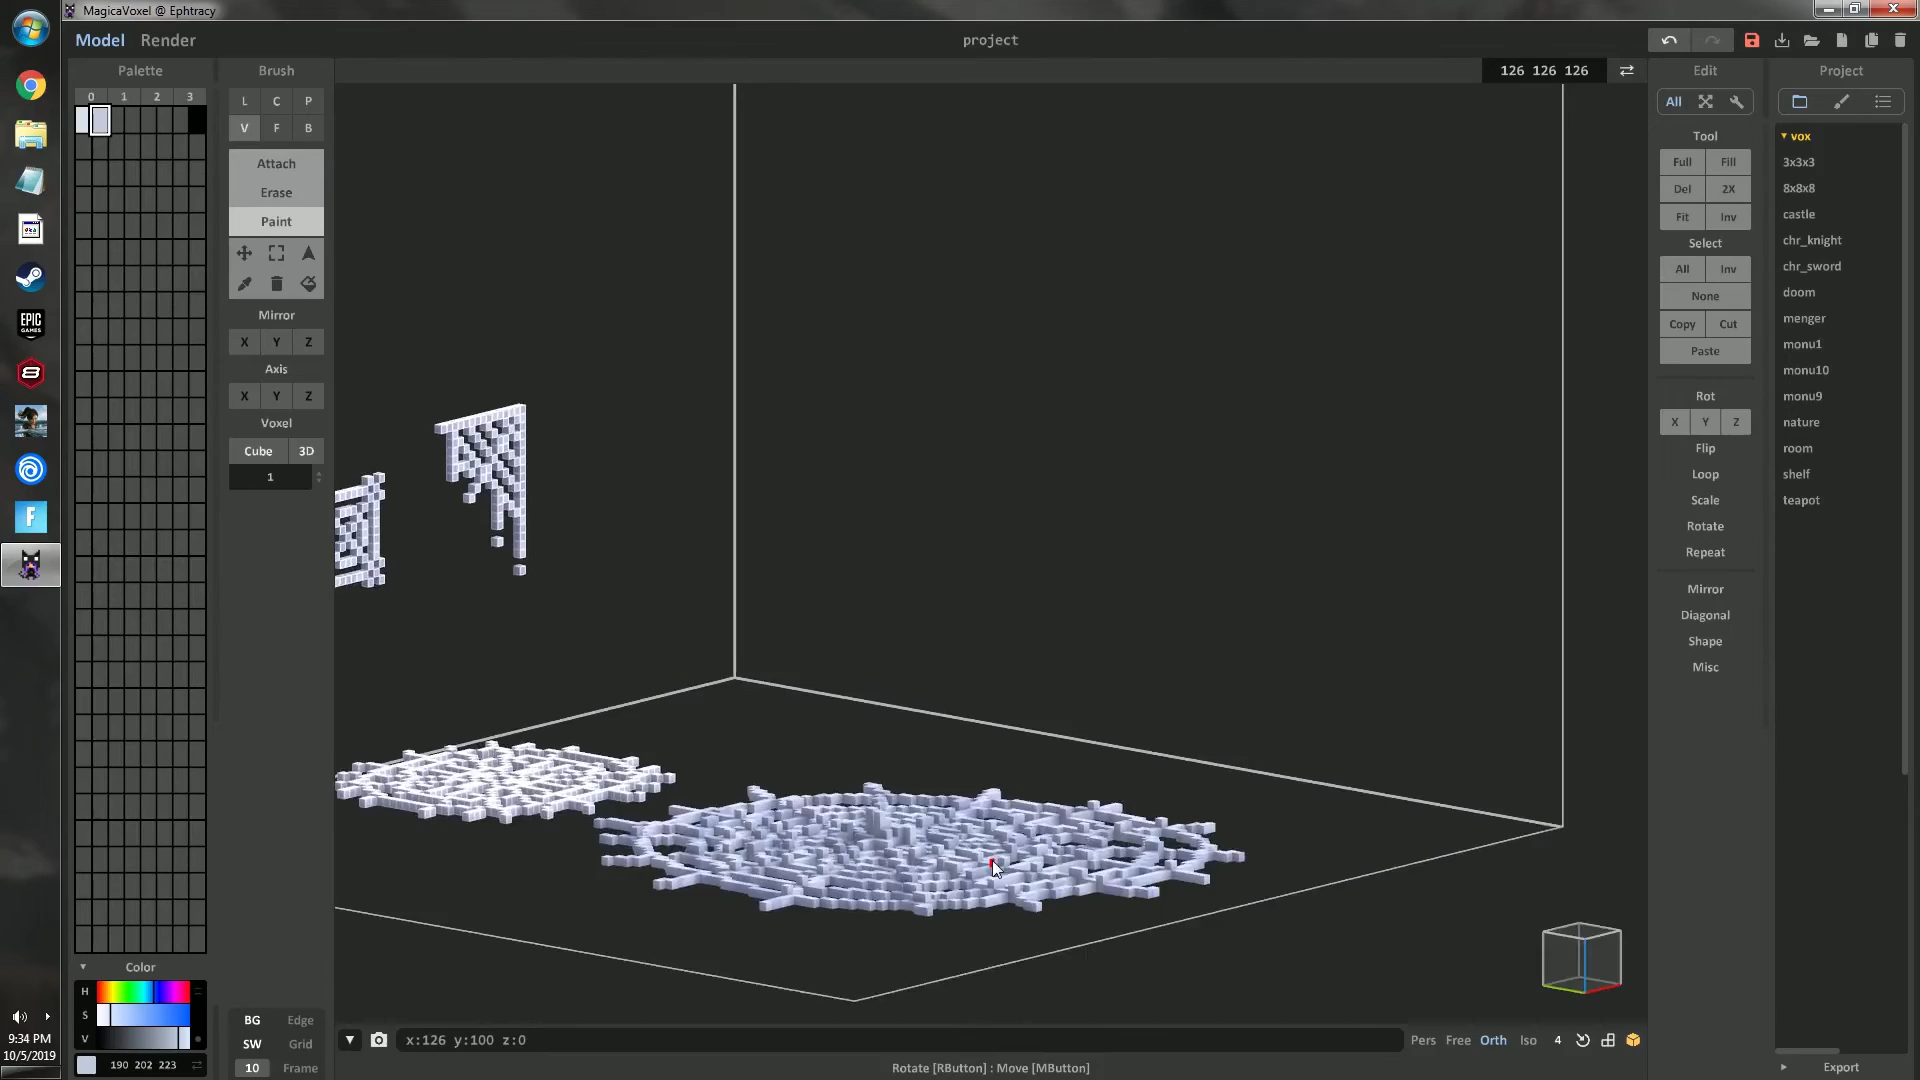 MagicaVoxel @ Ephtracy
Model Render
project
Palette
0 1 2 3
Brush
L C P
V F B
Attach
Erase
Paint
Mirror
X Y Z
Axis
X Y Z
Voxel
Cube 3D
1
126 126 126
Edit
All
Tool
Full Fill
Del 2X
Fit Inv
Select
All Inv
None
Copy Cut
Paste
Rot
X Y Z
Flip
Loop
Scale
Rotate
Repeat
Mirror
Diagonal
Shape
Misc
Project
vox
3x3x3
8x8x8
castle
chr_knight
chr_sword
doom
menger
monu1
monu10
monu9
nature
room
shelf
teapot
Export
EPIC
GAMES
F
9:34 PM
10/5/2019
Color
H
S
V
190 202 223
BG Edge
SW Grid
10 Frame
x:126 y:100 z:0
Pers Free Orth Iso 4
Rotate [RButton] : Move [MButton]